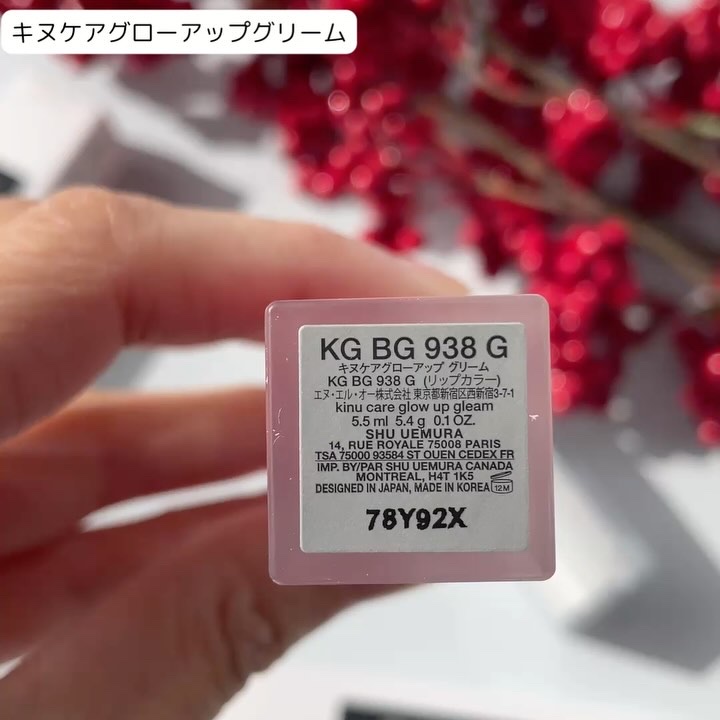 キヌケアグローアップグリーム
KG BG 938 G
キヌケアグローアップ グリーム
KG BG 938 G (リップカラー)
エヌ・エル・オー株式会社 東京都新宿区西新宿3-7-1
kinu care glow up gleam
5.5 ml 5.4 g 0.1 OZ.
SHU UEMURA
14, RUE ROYALE 75008 PARIS
TSA 75000 93584 ST OUEN CEDEX FR
IMP. BY/PAR SHU UEMURA CANADA
MONTREAL, H4T 1K5
DESIGNED IN JAPAN, MADE IN KOREA 12M
78Y92X